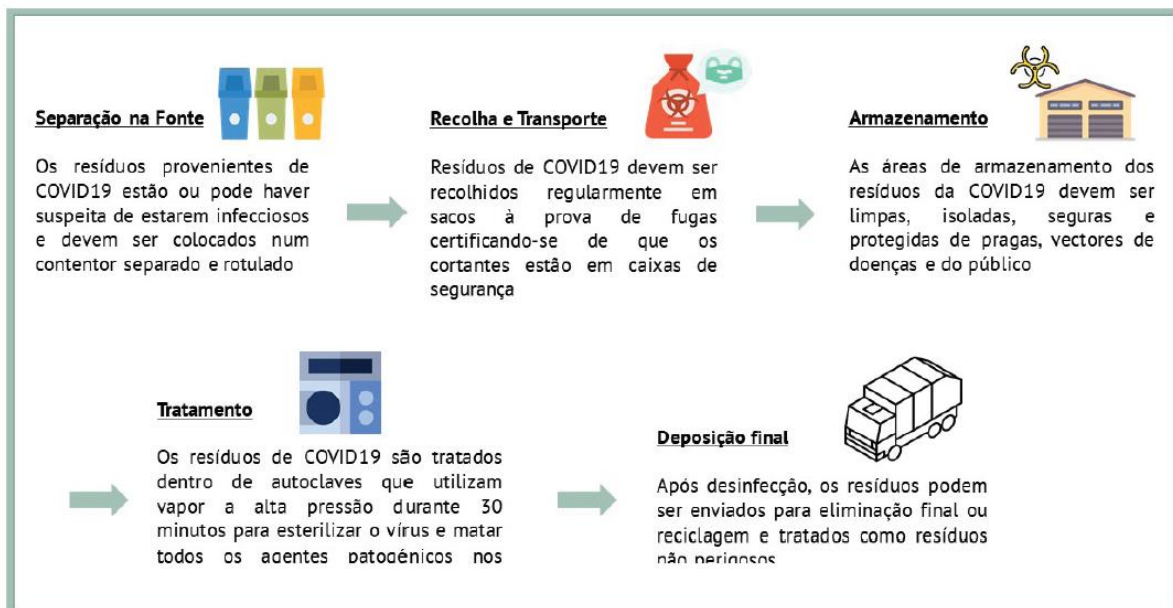 Separação na Fonte
Os resíduos provenientes de
COVID19 estão ou pode haver
suspeita de estarem infecciosos
e devem ser colocados num
contentor separado e rotulado
Recolha e Transporte
Resíduos de COVID19 devem ser
recolhidos regularmente em
sacos à prova de fugas
certificando-se de que os
cortantes estão em caixas de
segurança
Armazenamento
As áreas de armazenamento dos
resíduos da COVID19 devem ser
limpas, isoladas, seguras e
protegidas de pragas, vectores de
doenças e do público
Tratamento
Os resíduos de COVID19 são tratados
dentro de autoclaves que utilizam
vapor a alta pressão durante 30
minutos para esterilizar o vírus e matar
todos os agentes patogénicos nos
Deposição final
Após desinfecção, os resíduos podem
ser enviados para eliminação final ou
reciclagem e tratados como resíduos
não perigosos